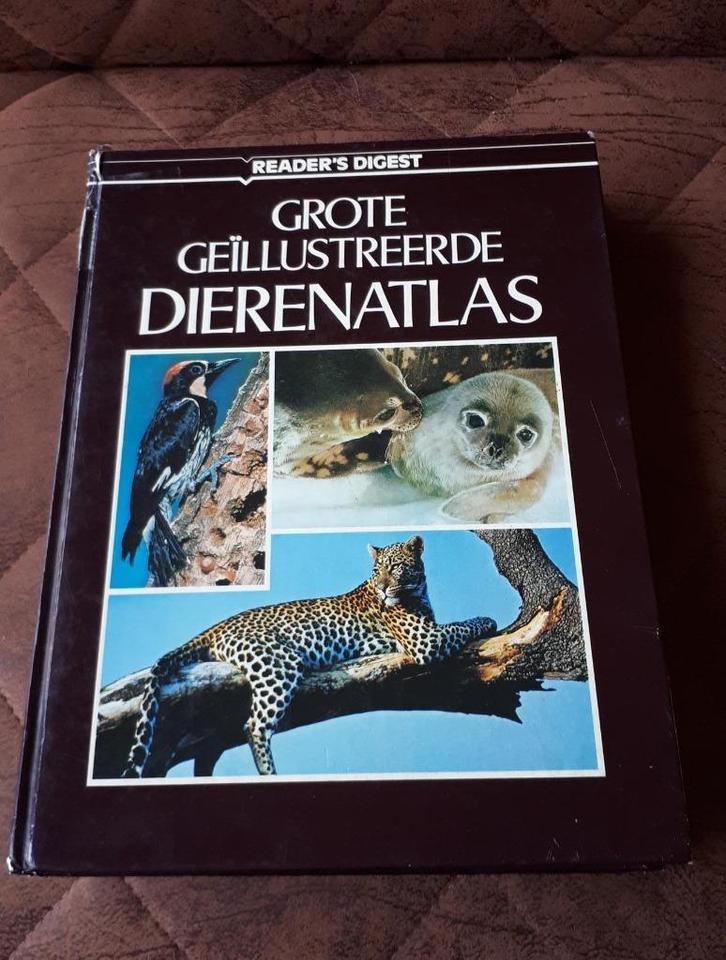 READER'S DIGEST
GROTE
GEÏLLUSTREERDE
DIERENATLAS